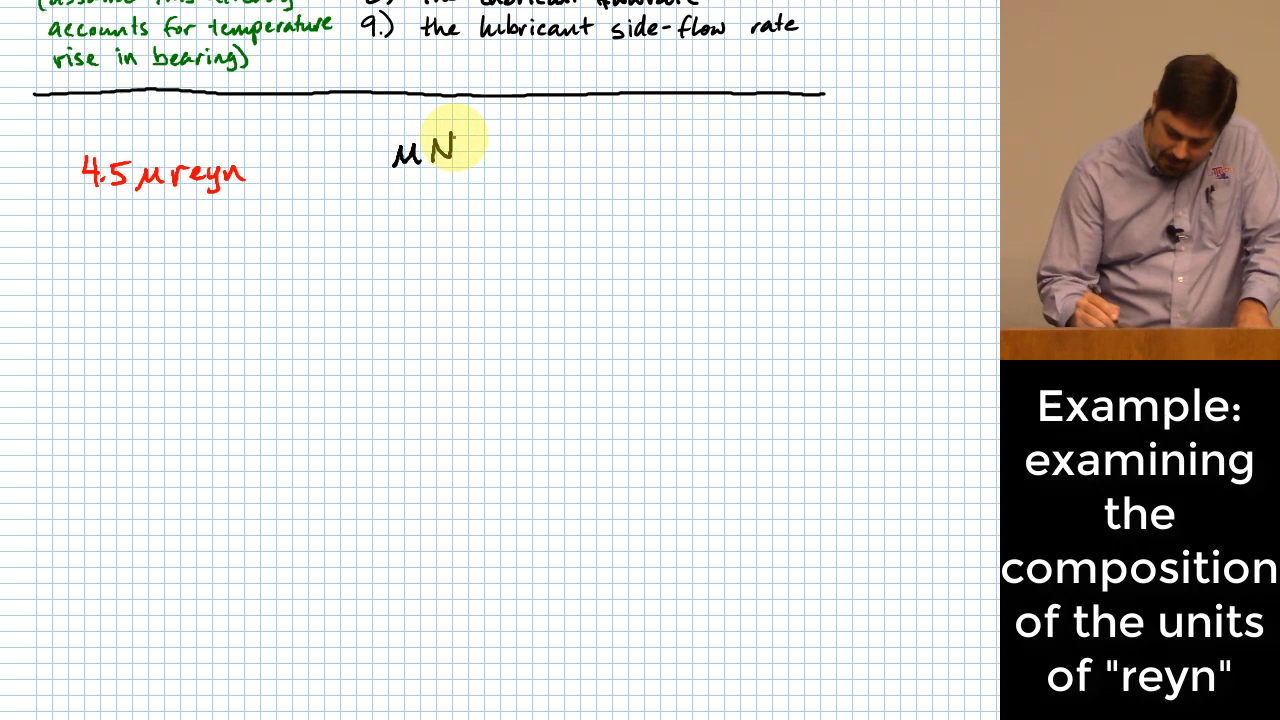 accounts for temperature
rise in bearing)
9.) the lubricant side-flow rate
4.5 μreyn
μN
Example:
examining
the
composition
of the units
of "reyn"